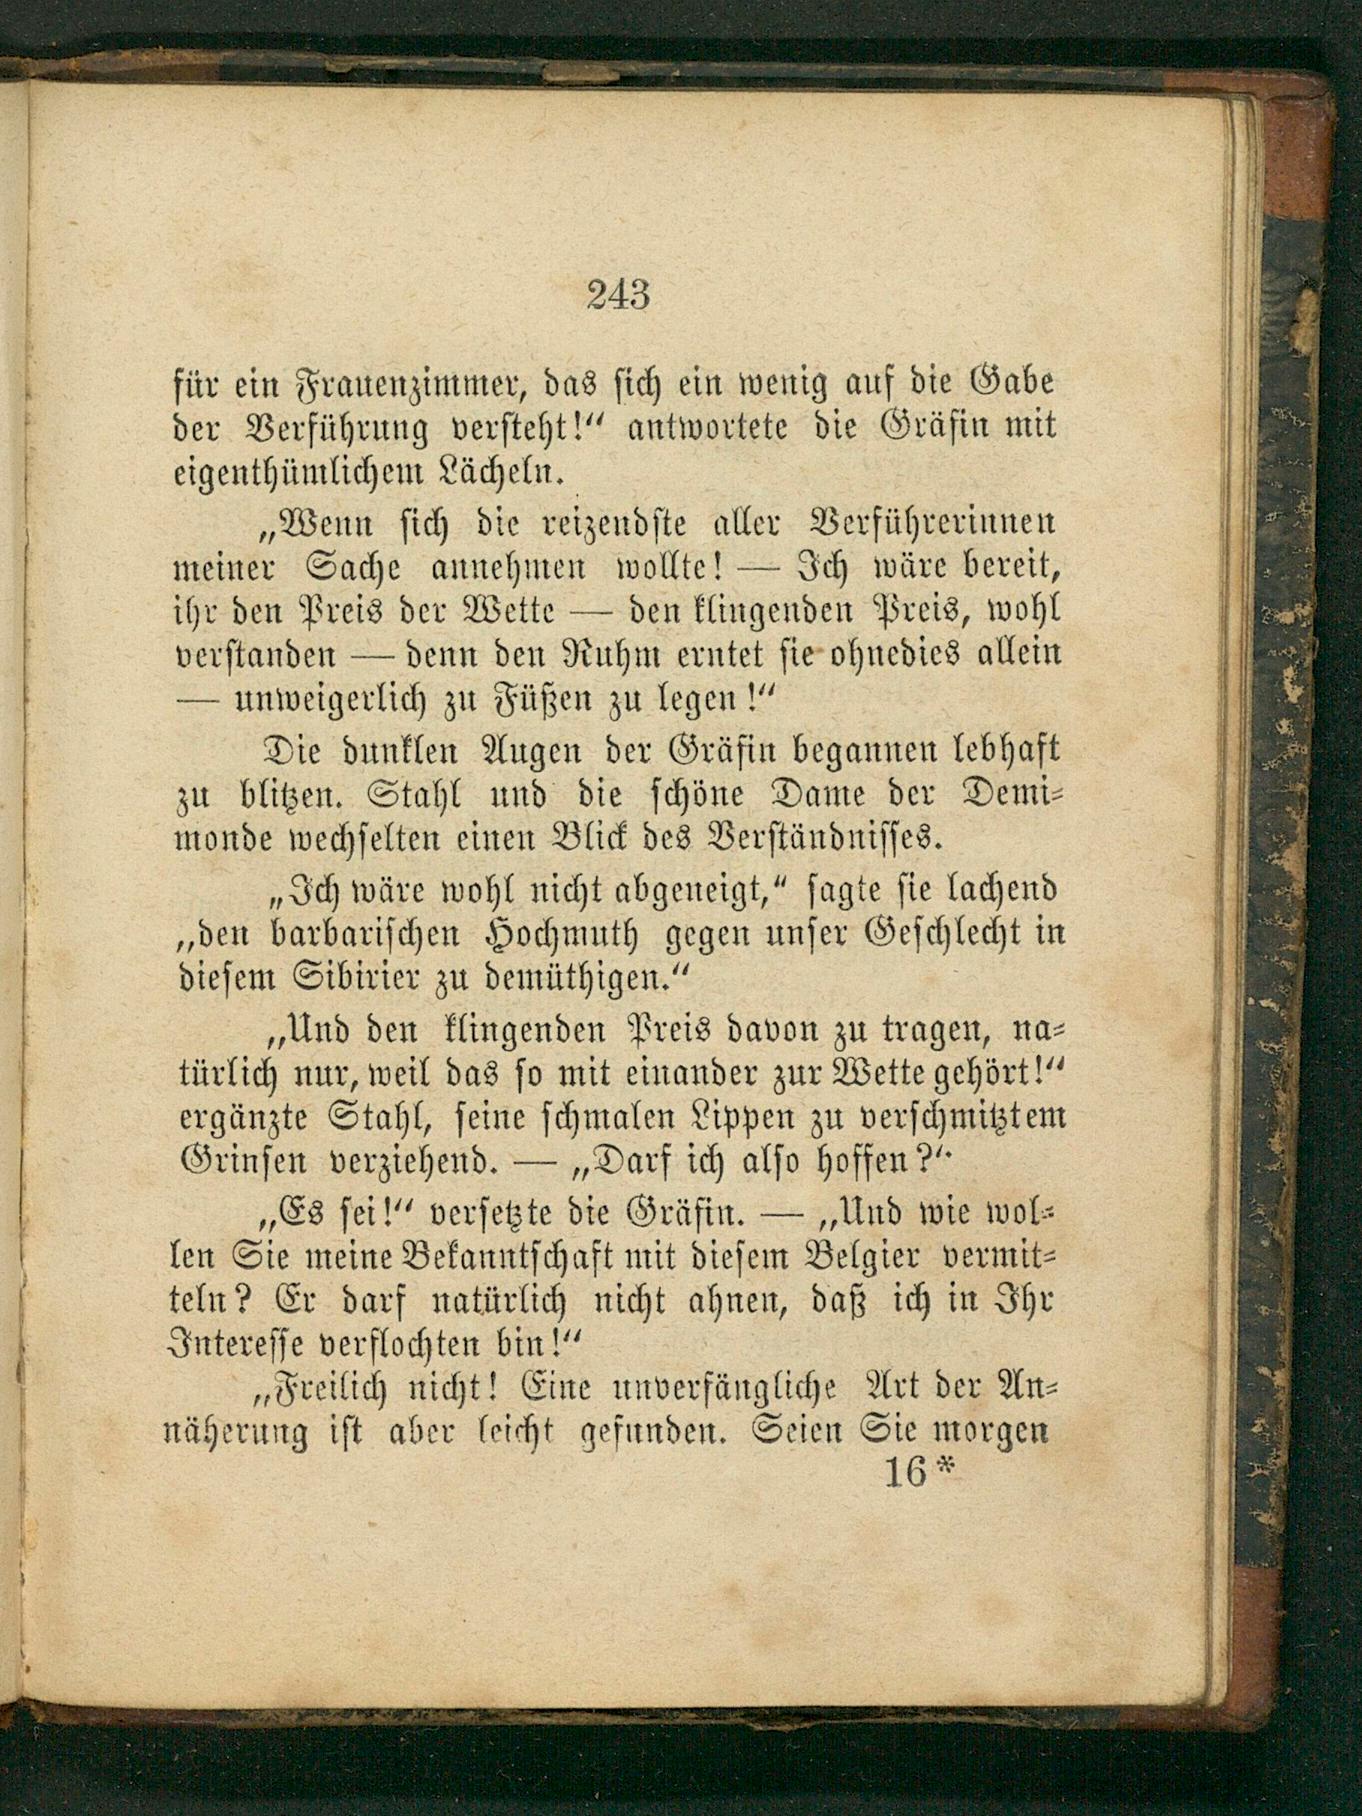 243
für ein Frauenzimmer, das sich ein wenig auf die Gabe
der Verführung versteht!“ antwortete die Gräfin mit
eigenthümlichem Lächeln.
„Wenn sich die reizendste aller Verführerinnen
meiner Sache annehmen wollte! — Ich wäre bereit,
ihr den Preis der Wette — den klingenden Preis, wohl
verstanden — denn den Ruhm erntet sie ohnedies allein
— unweigerlich zu Füßen zu legen!“
Die dunklen Augen der Gräfin begannen lebhaft
zu blitzen. Stahl und die schöne Dame der Demi-
monde wechselten einen Blick des Verständnisses.
„Ich wäre wohl nicht abgeneigt,“ sagte sie lachend
„den barbarischen Hochmuth gegen unser Geschlecht in
diesem Sibirier zu demüthigen.“
„Und den klingenden Preis davon zu tragen, na-
türlich nur, weil das so mit einander zur Wette gehört!“
ergänzte Stahl, seine schmalen Lippen zu verschmitztem
Grinsen verziehend. — „Darf ich also hoffen?“
„Es sei!“ versetzte die Gräfin. — „Und wie wol-
len Sie meine Bekanntschaft mit diesem Belgier vermit-
teln? Er darf natürlich nicht ahnen, daß ich in Ihr
Interesse verflochten bin!“
„Freilich nicht! Eine unverfängliche Art der An-
näherung ist aber leicht gefunden. Seien Sie morgen
16*